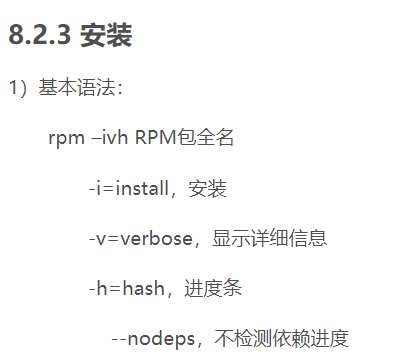 8.2.3 安装
1）基本语法：
rpm –ivh RPM包全名
-i=install，安装
-v=verbose，显示详细信息
-h=hash，进度条
--nodeps，不检测依赖进度